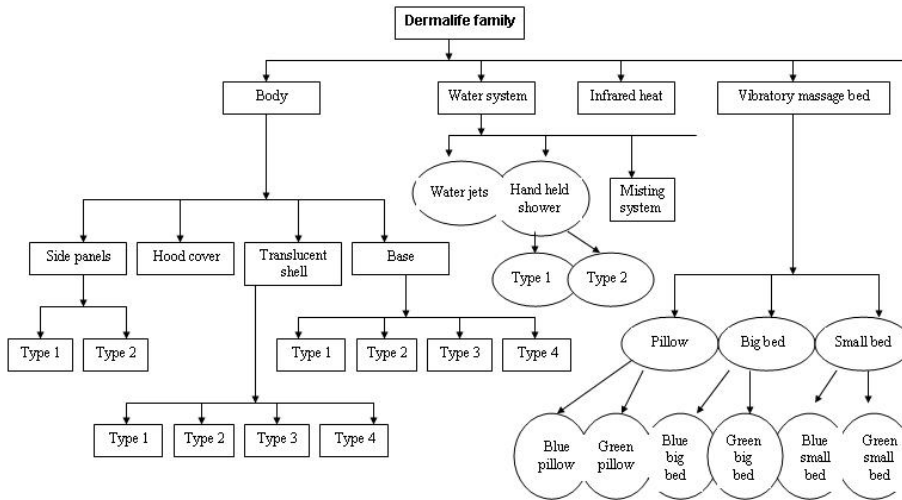 Dermalife family
Body
Water system
Infrared heat
Vibratory massage bed
Water jets
Hand held
shower
Misting
system
Side panels
Hood cover
Translucent
shell
Base
Type 1
Type 2
Type 1
Type 2
Type 1
Type 2
Type 3
Type 4
Pillow
Big bed
Small bed
Type 1
Type 2
Type 3
Type 4
Blue
pillow
Green
pillow
Blue
big
bed
Green
big
bed
Blue
small
bed
Green
small
bed